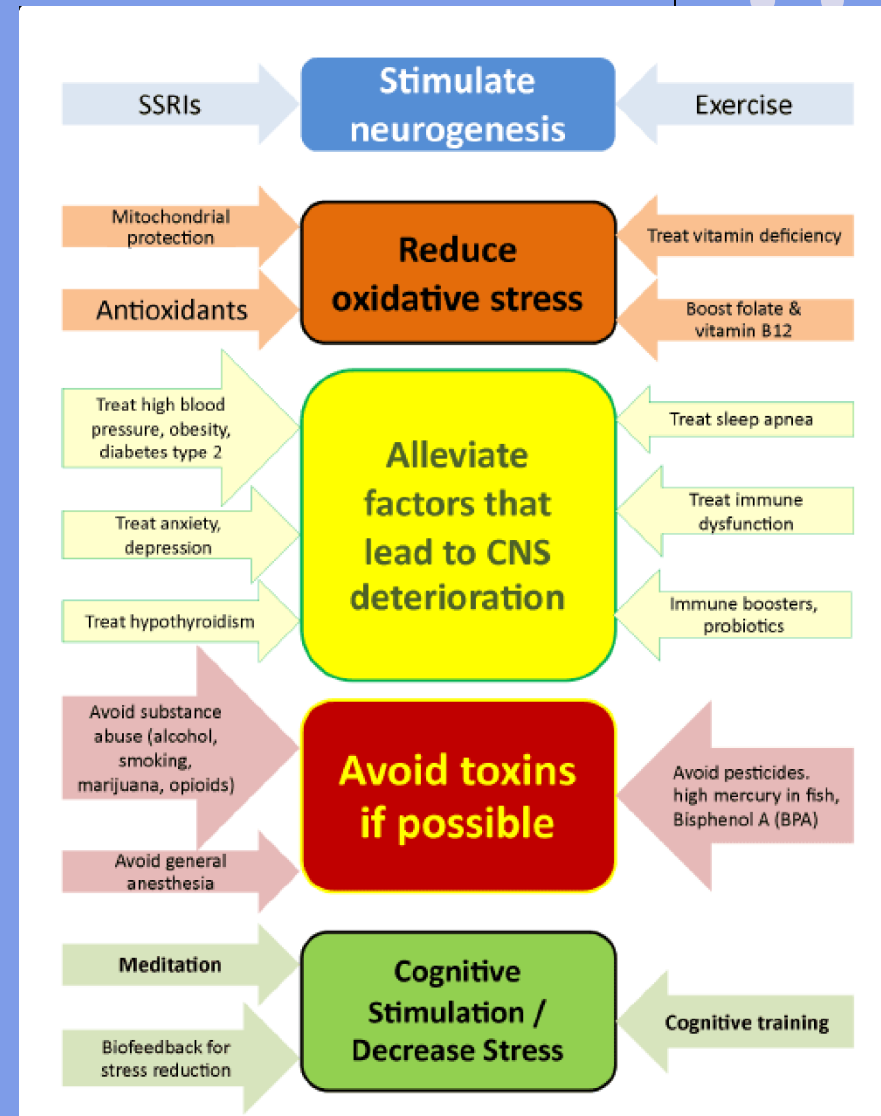 SSRIs
Stimulate
neurogenesis
Exercise
Mitochondrial
protection
Antioxidants
Reduce
oxidative stress
Treat vitamin deficiency
Boost folate &
vitamin B12
Treat high blood
pressure, obesity,
diabetes type 2
Treat anxiety,
depression
Treat hypothyroidism
Alleviate
factors that
lead to CNS
deterioration
Treat sleep apnea
Treat immune
dysfunction
Immune boosters,
probiotics
Avoid substance
abuse (alcohol,
smoking,
marijuana, opioids)
Avoid general
anesthesia
Avoid toxins
if possible
Avoid pesticides.
high mercury in fish,
Bisphenol A (BPA)
Meditation
Biofeedback for
stress reduction
Cognitive
Stimulation /
Decrease Stress
Cognitive training